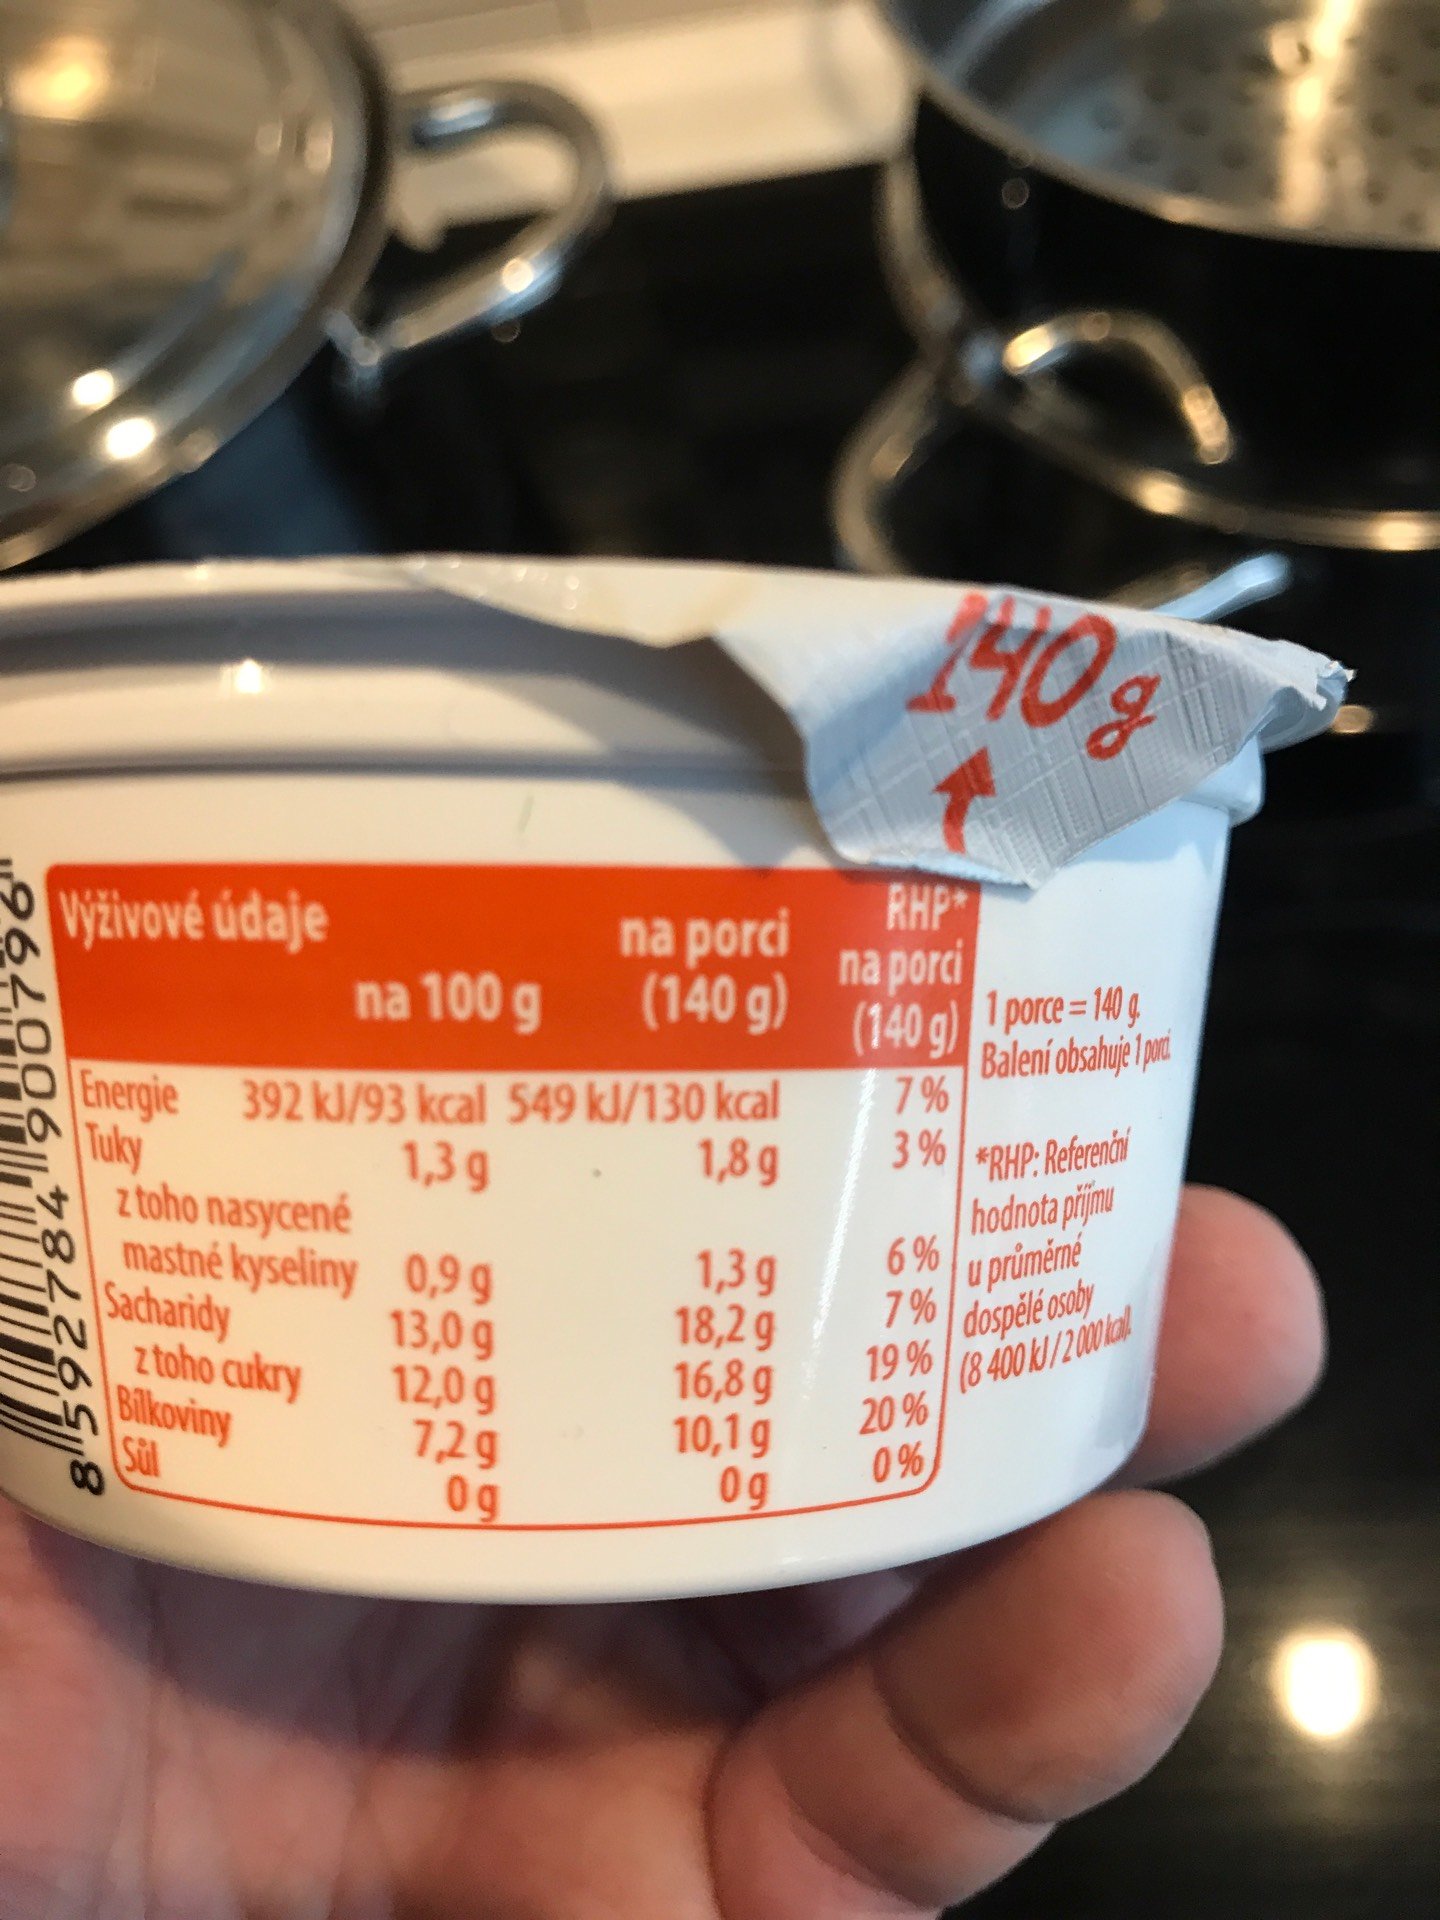 140 g
Výživové údaje
na 100 g
na porci
(140 g)
RHP*
na porci
(140 g)
Energie 392 kJ/93 kcal 549 kJ/130 kcal 7 %
Tuky 1,3 g 1,8 g 3 %
z toho nasycené
mastné kyseliny 0,9 g 1,3 g 6 %
Sacharidy 13,0 g 18,2 g 7 %
z toho cukry 12,0 g 16,8 g 19 %
Bílkoviny 7,2 g 10,1 g 20 %
Sůl 0 g 0 g 0 %
1 porce = 140 g.
Balení obsahuje 1 porci.
*RHP: Referenční
hodnota příjmu
u průměrné
dospělé osoby
(8 400 kJ / 2 000 kcal).
8 592784 900796